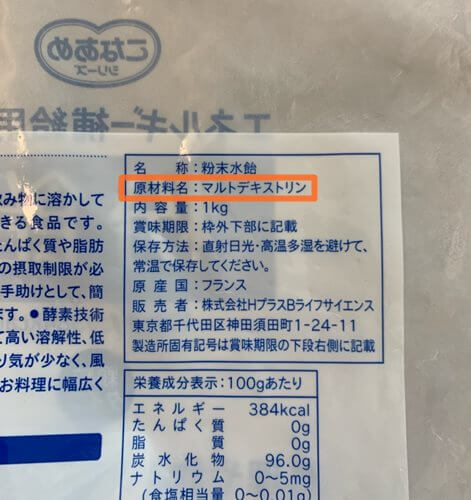 こなあめ
シリーズ
エネルギー補給用
名称:粉末水飴
原材料名:マルトデキストリン
内容量:1kg
賞味期限:枠外下部に記載
保存方法:直射日光・高温多湿を避けて、
常温で保存してください。
原産国:フランス
販売者:株式会社HプラスBライフサイエンス
東京都千代田区神田須田町1-24-11
製造所固有記号は賞味期限の下段右側に記載
飲み物に溶かして
きる食品です。
たんぱく質や脂肪
の摂取制限が必
手助けとして、簡
ます。●酵素技術
て高い溶解性、低
り気が少なく、風
お料理に幅広く
栄養成分表示:100gあたり
エネルギー 384kcal
たんぱく質 0g
脂質 0g
炭水化物 96.0g
ナトリウム 0〜5mg
(食塩相当量 0〜0.01g)